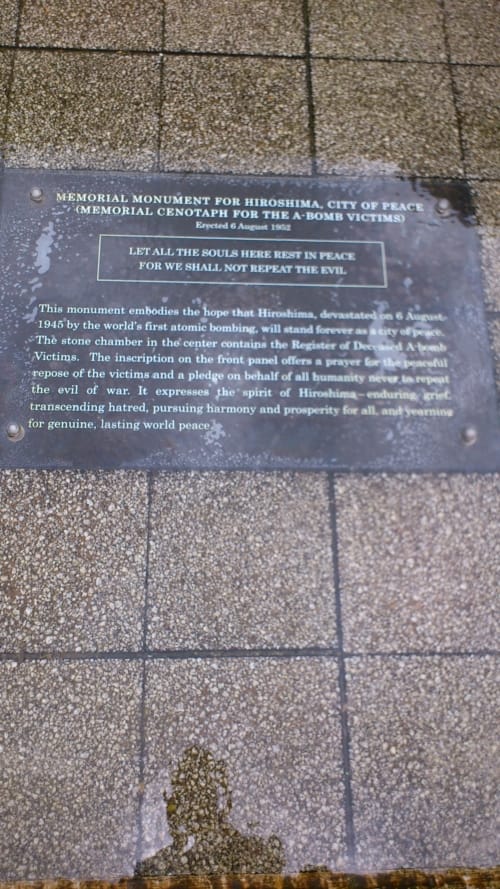 MEMORIAL MONUMENT FOR HIROSHIMA, CITY OF PEACE
(MEMORIAL CENOTAPH FOR THE A-BOMB VICTIMS)
Erected 6 August 1952
LET ALL THE SOULS HERE REST IN PEACE
FOR WE SHALL NOT REPEAT THE EVIL
This monument embodies the hope that Hiroshima, devastated on 6 August
1945 by the world's first atomic bombing, will stand forever as a city of peace.
The stone chamber in the center contains the Register of Deceased A-bomb
Victims. The inscription on the front panel offers a prayer for the peaceful
repose of the victims and a pledge on behalf of all humanity never to repeat
the evil of war. It expresses the spirit of Hiroshima — enduring grief,
transcending hatred, pursuing harmony and prosperity for all, and yearning
for genuine, lasting world peace.